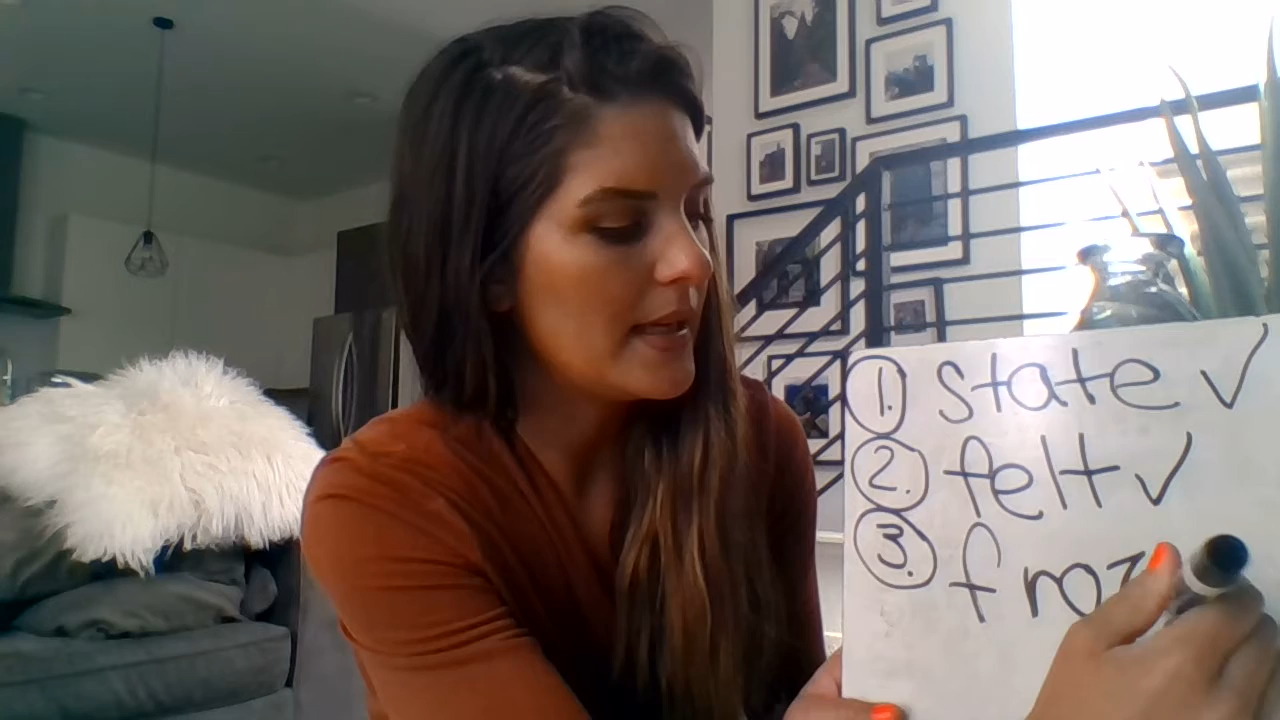 1. state ✓
2. felt ✓
3. froz